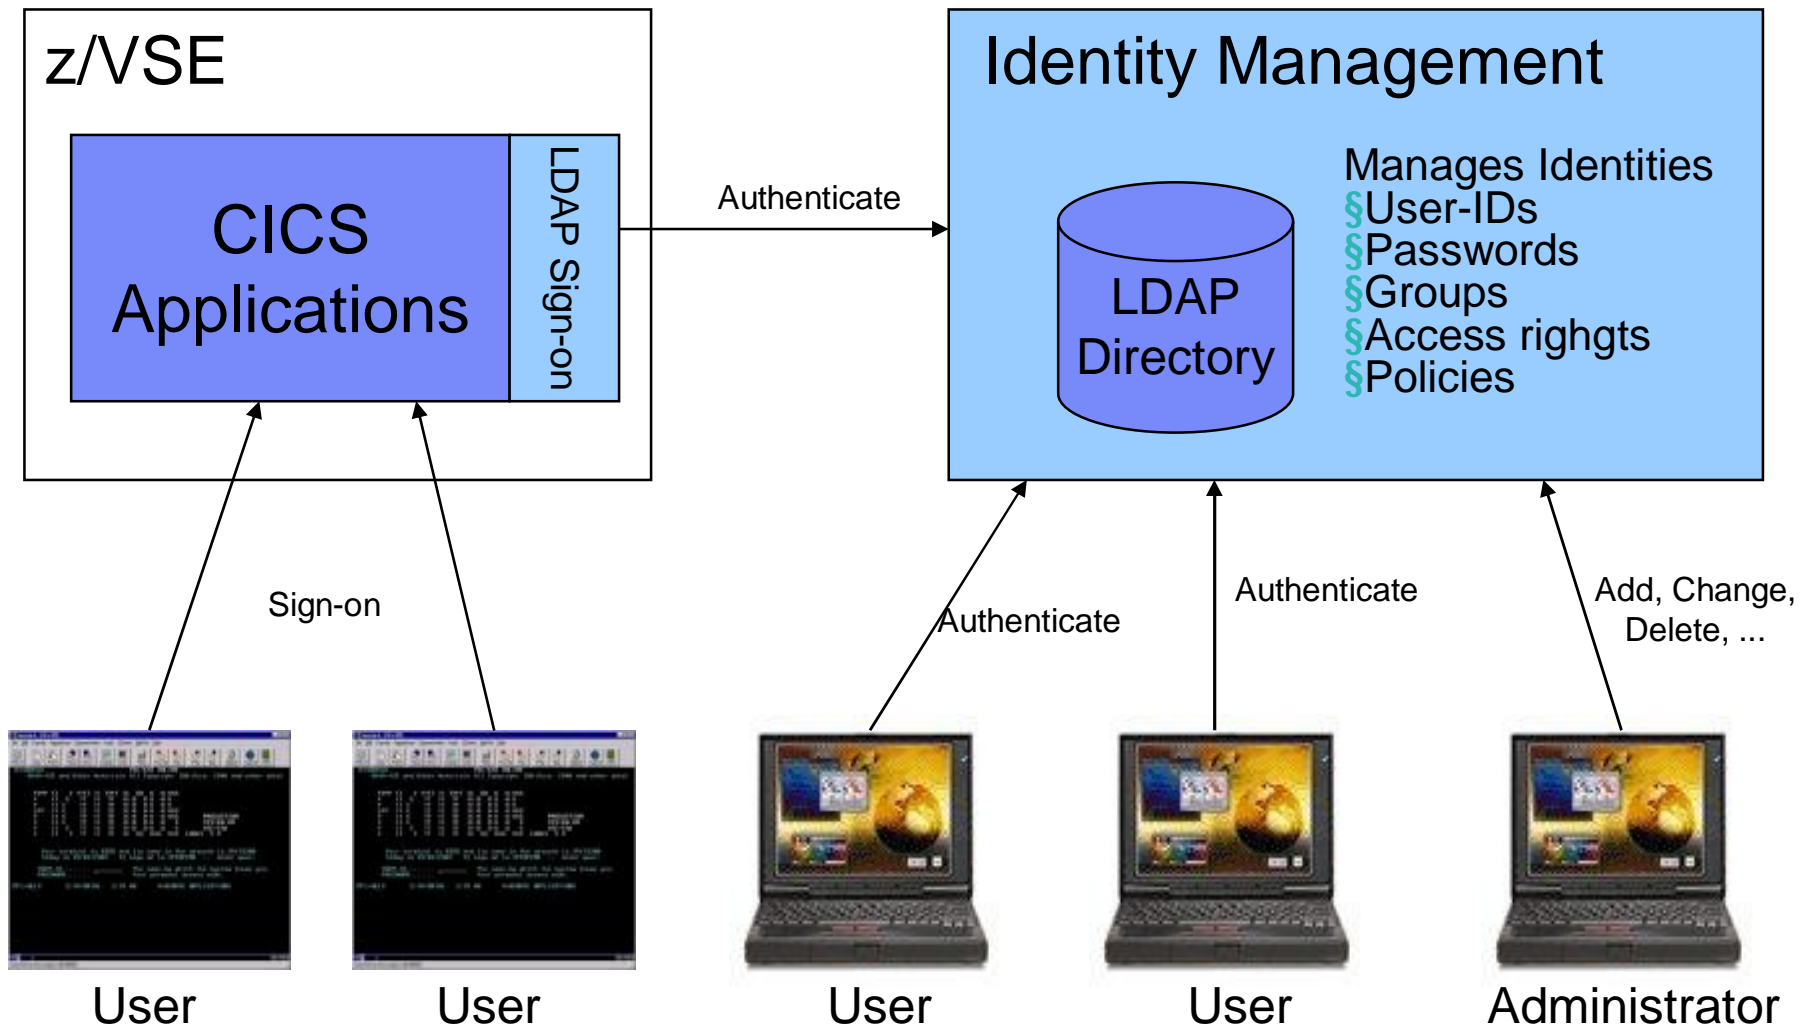 z/VSE
CICS
Applications
LDAP Sign-on
Authenticate
Identity Management
LDAP
Directory
Manages Identities
§User-IDs
§Passwords
§Groups
§Access righgts
§Policies
Sign-on
Authenticate
Authenticate
Add, Change,
Delete, ...
FICTITIOUS
FICTITIOUS
User
User
User
User
Administrator